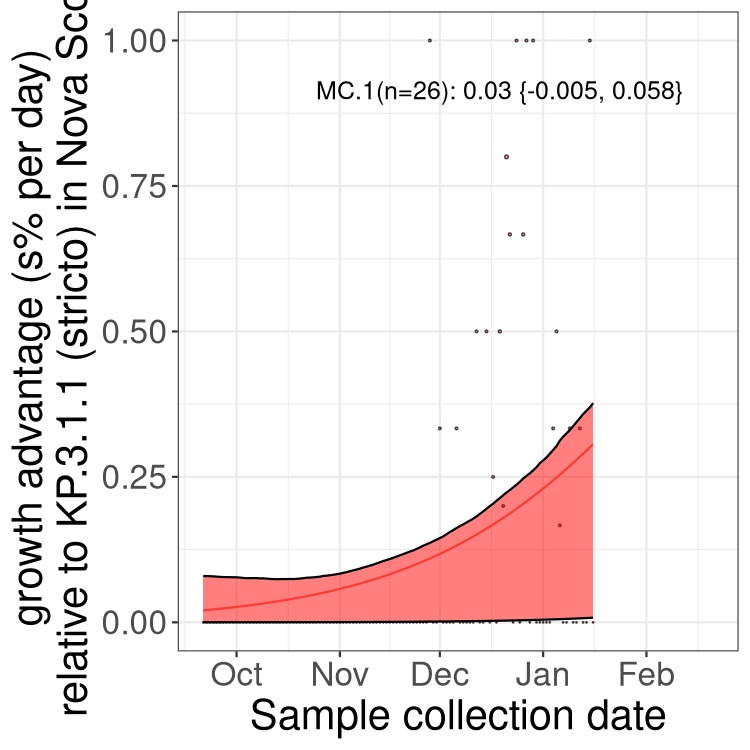 growth advantage (s% per day)
relative to KP.3.1.1 (stricto) in Nova Sco
1.00
0.75
0.50
0.25
0.00
MC.1(n=26): 0.03 {-0.005, 0.058}
Oct Nov Dec Jan Feb
Sample collection date